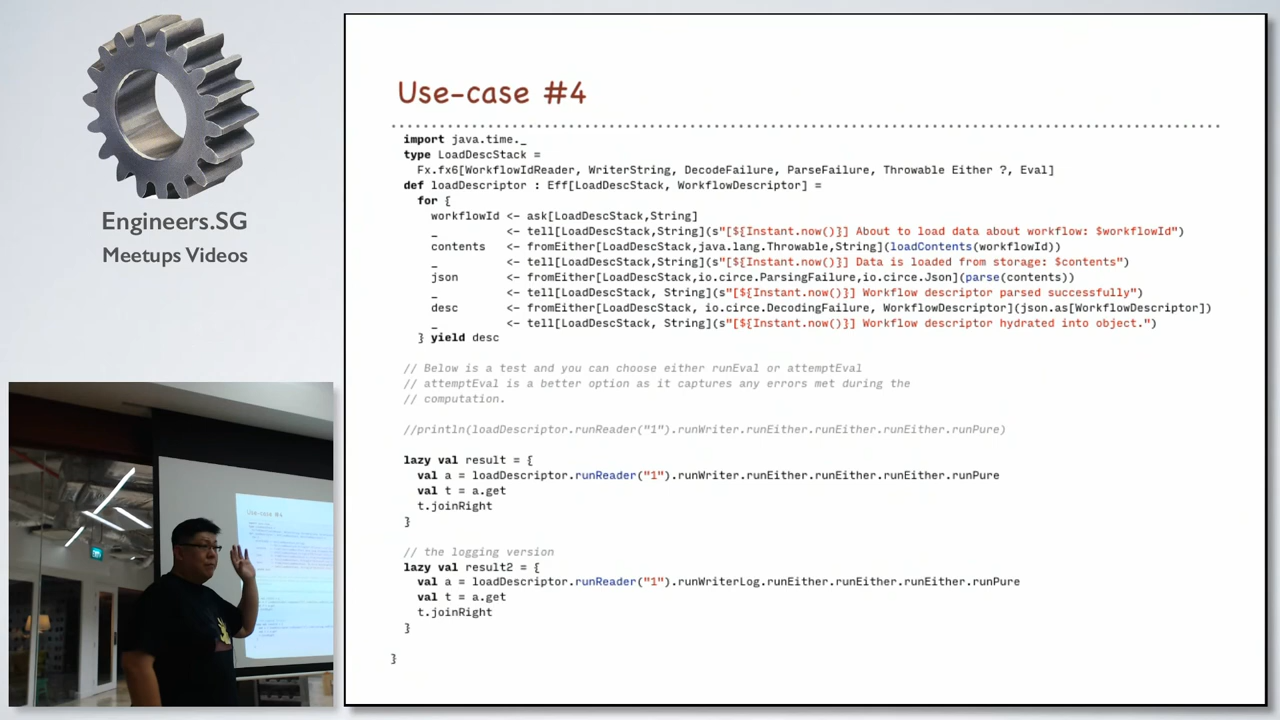 Engineers.SG
Meetups Videos
Use-case #4
import java.time._
type LoadDescStack =
Fx.fx6[WorkflowIdReader, WriterString, DecodeFailure, ParseFailure, Throwable Either ?, Eval]
def loadDescriptor : Eff[LoadDescStack, WorkflowDescriptor] =
for {
workflowId <- ask[LoadDescStack,String]
_ <- tell[LoadDescStack,String](s"[${Instant.now()}] About to load data about workflow: $workflowId")
contents <- fromEither[LoadDescStack,java.lang.Throwable,String](loadContents(workflowId))
_ <- tell[LoadDescStack,String](s"[${Instant.now()}] Data is loaded from storage: $contents")
json <- fromEither[LoadDescStack,io.circe.ParsingFailure,io.circe.Json](parse(contents))
_ <- tell[LoadDescStack, String](s"[${Instant.now()}] Workflow descriptor parsed successfully")
desc <- fromEither[LoadDescStack, io.circe.DecodingFailure, WorkflowDescriptor](json.as[WorkflowDescriptor])
_ <- tell[LoadDescStack, String](s"[${Instant.now()}] Workflow descriptor hydrated into object.")
} yield desc
// Below is a test and you can choose either runEval or attemptEval
// attemptEval is a better option as it captures any errors met during the
// computation.
//println(loadDescriptor.runReader("1").runWriter.runEither.runEither.runEither.runPure)
lazy val result = {
val a = loadDescriptor.runReader("1").runWriter.runEither.runEither.runEither.runPure
val t = a.get
t.joinRight
}
// the logging version
lazy val result2 = {
val a = loadDescriptor.runReader("1").runWriterLog.runEither.runEither.runEither.runPure
val t = a.get
t.joinRight
}
}
Use-case #4